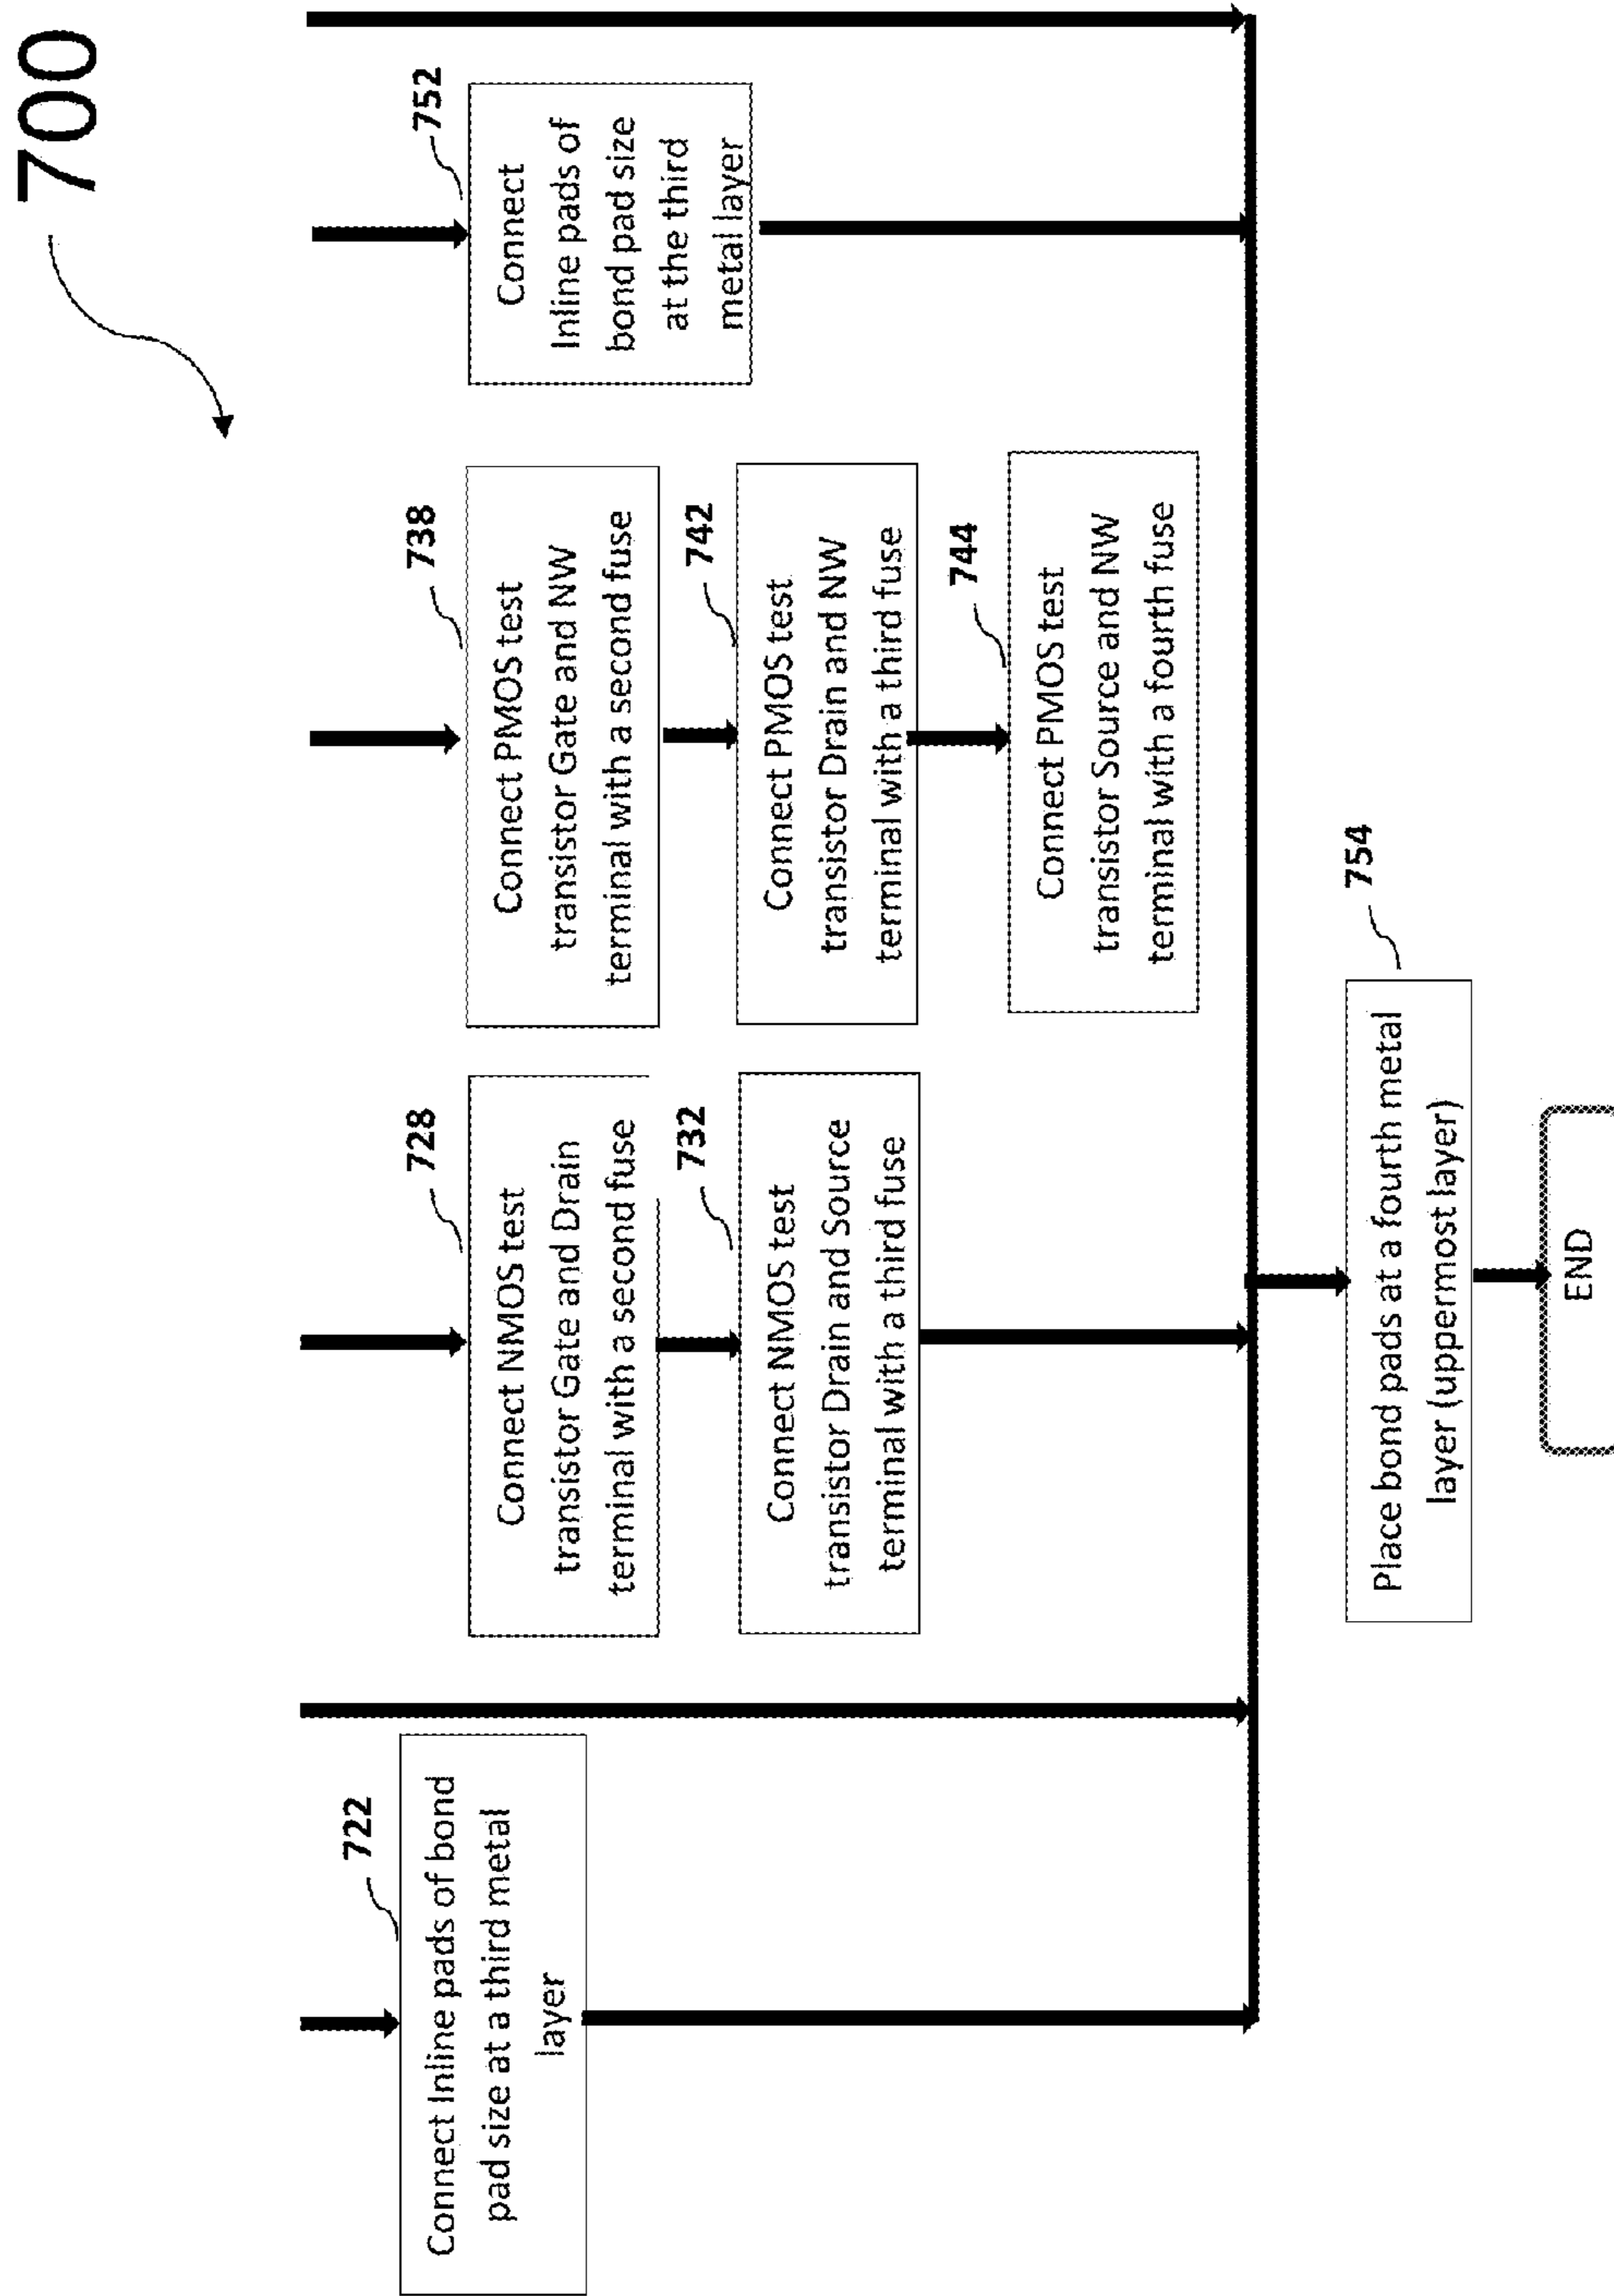 700
722
Connect Inline pads of bond
pad size at a third metal
layer
728
Connect NMOS test
transistor Gate and Drain
terminal with a second fuse
732
Connect NMOS test
transistor Drain and Source
terminal with a third fuse
738
Connect PMOS test
transistor Gate and NW
terminal with a second fuse
742
Connect PMOS test
transistor Drain and NW
terminal with a third fuse
744
Connect PMOS test
transistor Source and NW
terminal with a fourth fuse
752
Connect
Inline pads of
bond pad size
at the third
metal layer
754
Place bond pads at a fourth metal
layer (uppermost layer)
END